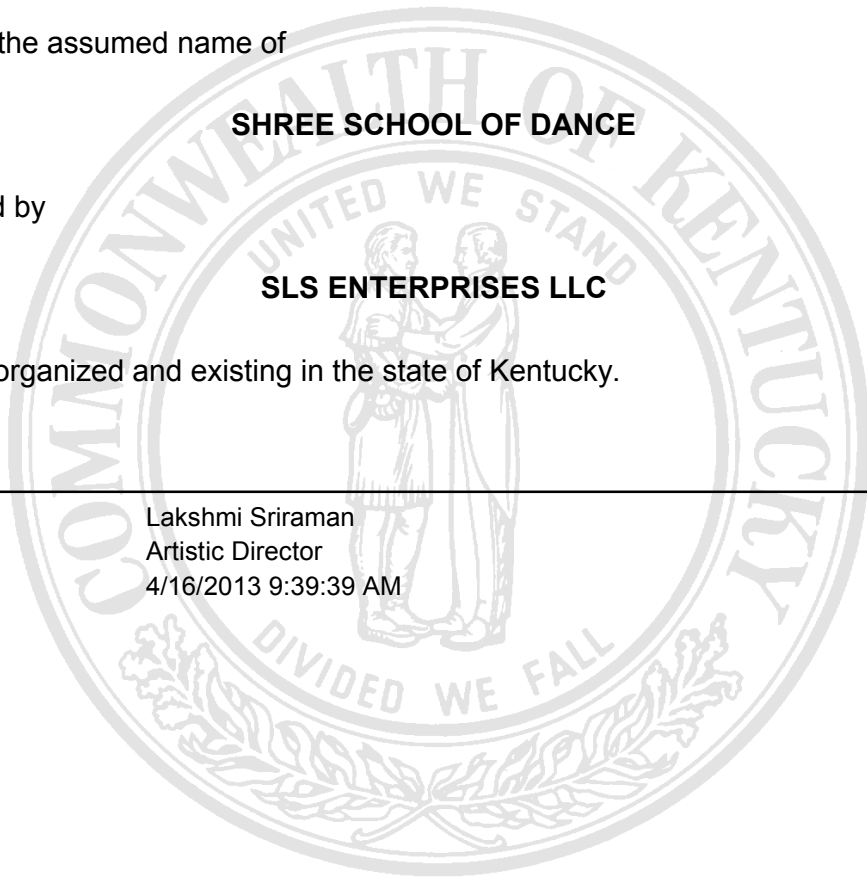 the assumed name of
SHREE SCHOOL OF DANCE
d by
SLS ENTERPRISES LLC
organized and existing in the state of Kentucky.
Lakshmi Sriraman
Artistic Director
4/16/2013 9:39:39 AM
COMMONWEALTH OF KENTUCKY
UNITED WE STAND
DIVIDED WE FALL